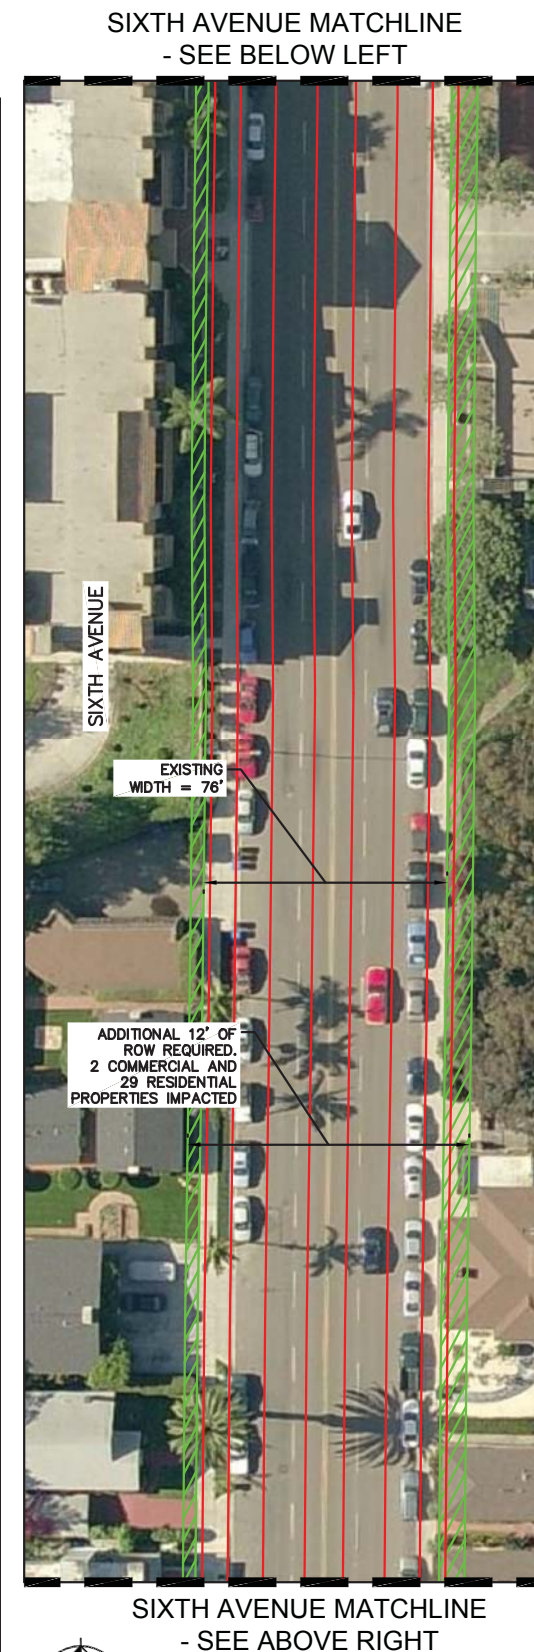 SIXTH AVENUE MATCHLINE
- SEE BELOW LEFT
SIXTH AVENUE
EXISTING
WIDTH = 76'
ADDITIONAL 12' OF
ROW REQUIRED.
2 COMMERCIAL AND
29 RESIDENTIAL
PROPERTIES IMPACTED
SIXTH AVENUE MATCHLINE
- SEE ABOVE RIGHT